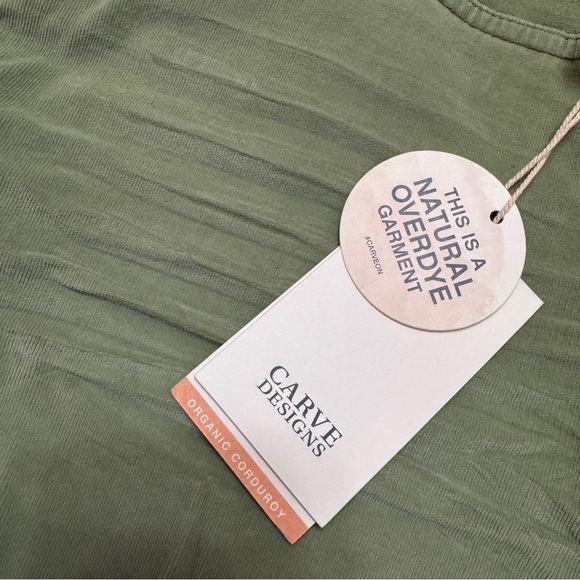 THIS IS A
NATURAL
OVERDYE
GARMENT
#CARVEON
CARVE
DESIGNS
ORGANIC CORDUROY